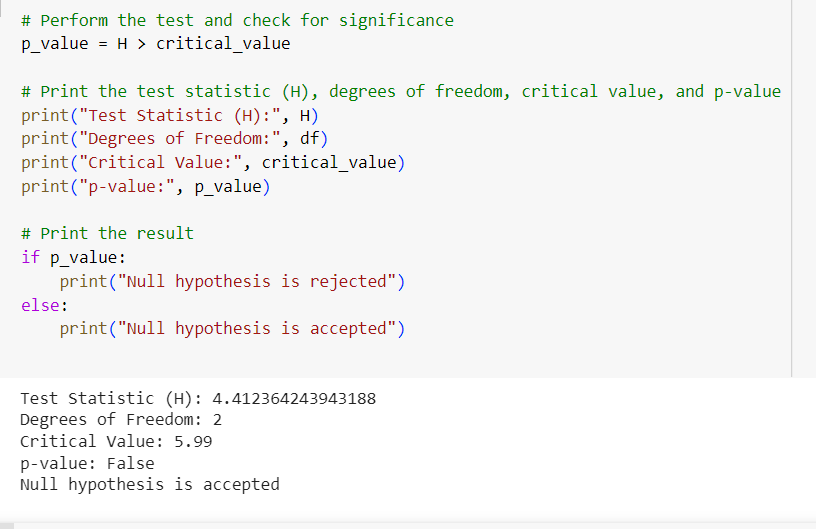 # Perform the test and check for significance
p_value = H > critical_value
# Print the test statistic (H), degrees of freedom, critical value, and p-value
print("Test Statistic (H):", H)
print("Degrees of Freedom:", df)
print("Critical Value:", critical_value)
print("p-value:", p_value)
# Print the result
if p_value:
    print("Null hypothesis is rejected")
else:
    print("Null hypothesis is accepted")
Test Statistic (H): 4.412364243943188
Degrees of Freedom: 2
Critical Value: 5.99
p-value: False
Null hypothesis is accepted